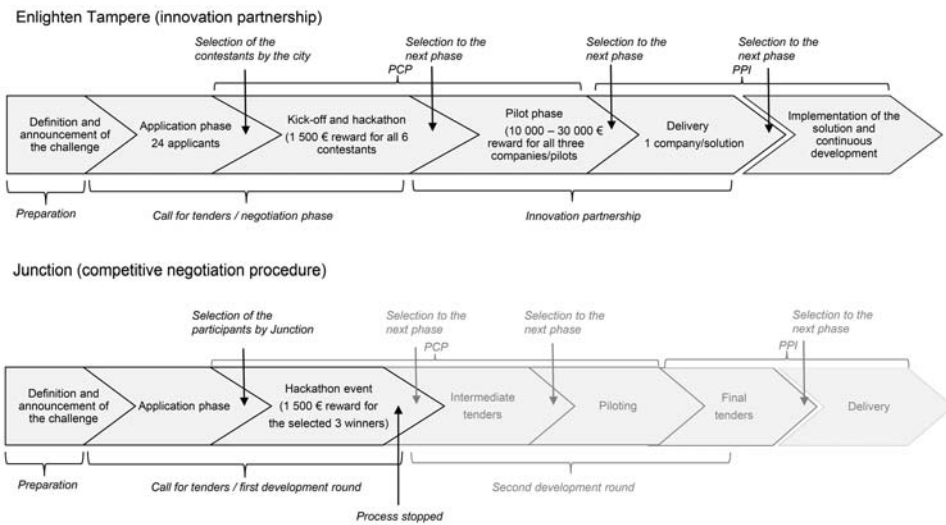 Enlighten Tampere (innovation partnership)
Selection of the
contestants by the city
Selection to the
next phase
Selection to the
next phase
Selection to the
next phase
PCP
PPI
Definition and
announcement of
the challenge
Application phase
24 applicants
Kick-off and hackathon
(1 500 € reward for all 6
contestants
Pilot phase
(10 000 – 30 000 €
reward for all three
companies/pilots
Delivery
1 company/solution
Implementation of the
solution and
continuous
development
Preparation
Call for tenders / negotiation phase
Innovation partnership
Junction (competitive negotiation procedure)
Selection of the
participants by Junction
Selection to the
next phase
Selection to the
next phase
Selection to the
next phase
PCP
PPI
Definition and
announcement of
the challenge
Application phase
Hackathon event
(1 500 € reward for
the selected 3 winners)
Intermediate
tenders
Piloting
Final
tenders
Delivery
Preparation
Call for tenders / first development round
Second development round
Process stopped